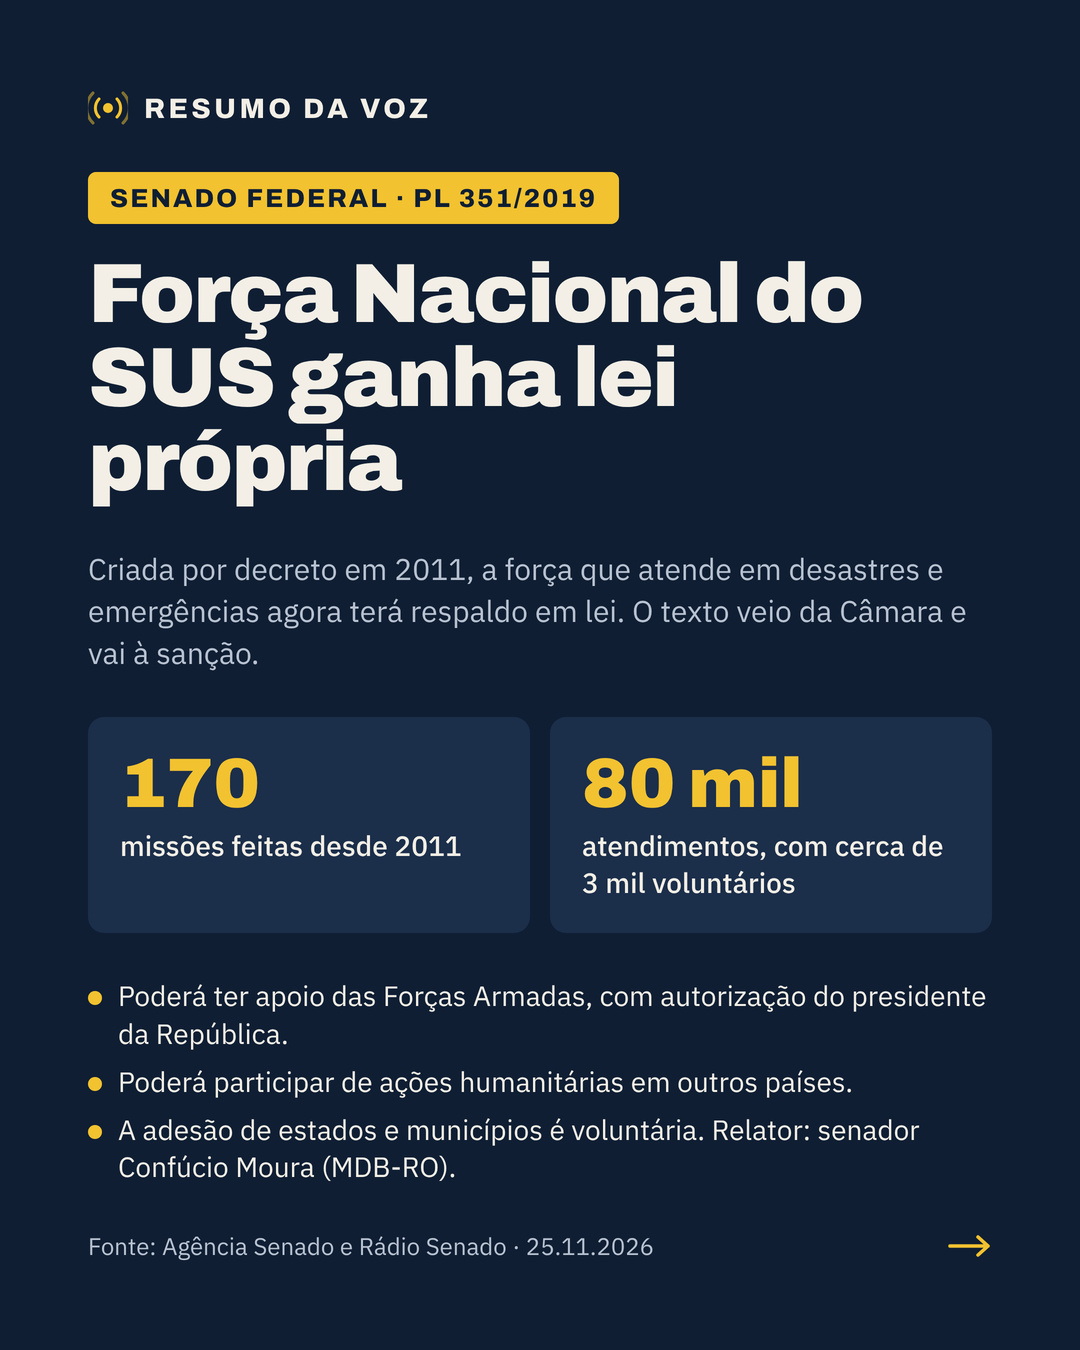 RESUMO DA VOZ
SENADO FEDERAL · PL 351/2019
Força Nacional do
SUS ganha lei
própria
Criada por decreto em 2011, a força que atende em desastres e
emergências agora terá respaldo em lei. O texto veio da Câmara e
vai à sanção.
170
missões feitas desde 2011
80 mil
atendimentos, com cerca de
3 mil voluntários
Poderá ter apoio das Forças Armadas, com autorização do presidente
da República.
Poderá participar de ações humanitárias em outros países.
A adesão de estados e municípios é voluntária. Relator: senador
Confúcio Moura (MDB-RO).
Fonte: Agência Senado e Rádio Senado · 25.11.2026